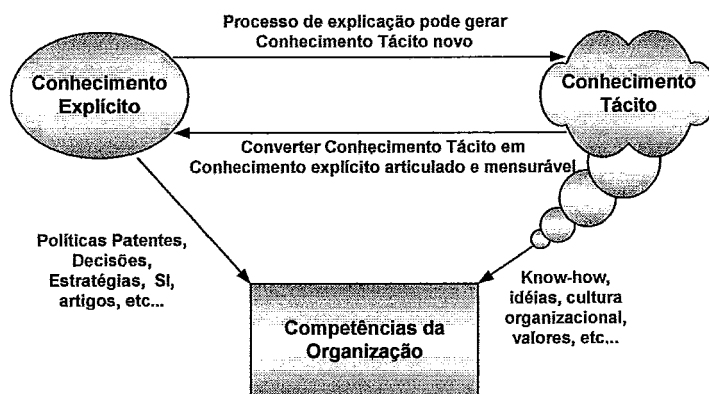 Processo de explicação pode gerar
Conhecimento Tácito novo
Conhecimento
Explícito
Conhecimento
Tácito
Converter Conhecimento Tácito em
Conhecimento explícito articulado e mensurável
Políticas Patentes,
Decisões,
Estratégias, SI,
artigos, etc...
Know-how,
idéias, cultura
organizacional,
valores, etc...
Competências da
Organização